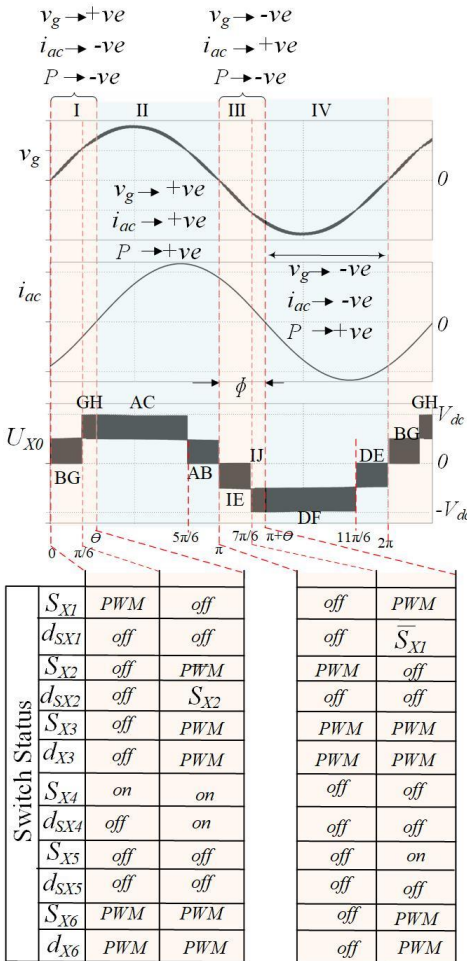 v_g → +ve v_g → -ve
i_ac → -ve i_ac → +ve
P → -ve P → -ve
I II III IV
v_g 0
v_g → +ve
i_ac → +ve
P → +ve
v_g → -ve
i_ac → -ve
P → +ve
i_ac 0
ϕ
GH AC GH V_dc
U_X0 IJ DE BG 0
BG AB IE DF -V_dc
0 π/6 Θ 5π/6 π 7π/6 π+Θ 11π/6 2π
Switch Status
S_X1 PWM off off PWM
d_SX1 off off off S̅_X1
S_X2 off PWM PWM off
d_SX2 off S_X2 off off
S_X3 off PWM PWM PWM
d_X3 off PWM PWM PWM
S_X4 on on off off
d_SX4 off on off off
S_X5 off off off on
d_SX5 off off off off
S_X6 PWM PWM off PWM
d_X6 PWM PWM off PWM